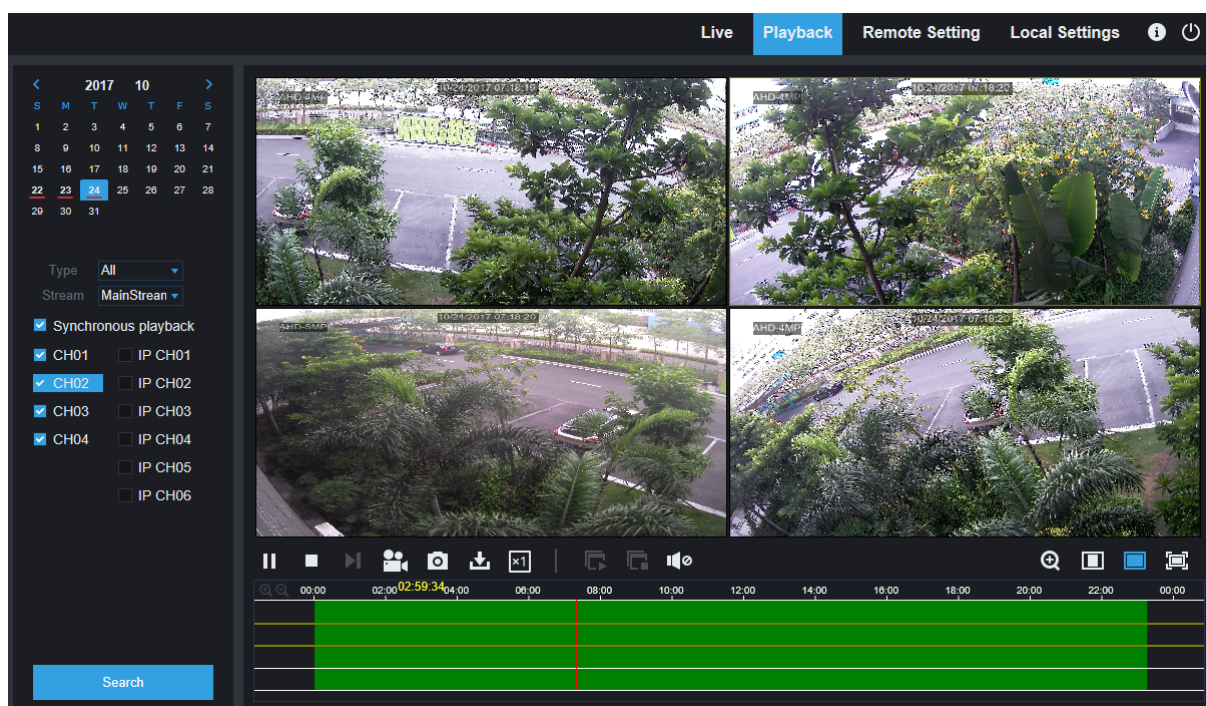 Live Playback Remote Setting Local Settings
2017 10
S M T W T F S
1 2 3 4 5 6 7
8 9 10 11 12 13 14
15 16 17 18 19 20 21
22 23 24 25 26 27 28
29 30 31
Type All
Stream MainStrean
Synchronous playback
CH01 IP CH01
CH02 IP CH02
CH03 IP CH03
CH04 IP CH04
IP CH05
IP CH06
Search
10/24/2017 07:18:19
AHD-4MP
10/24/2017 07:18:20
AHD-4MP
10/24/2017 07:18:20
AHD-5MP
10/24/2017 07:18:20
AHD-4MP
×1
00:00 02:00 02:59:34 04:00 06:00 08:00 10:00 12:00 14:00 16:00 18:00 20:00 22:00 00:00